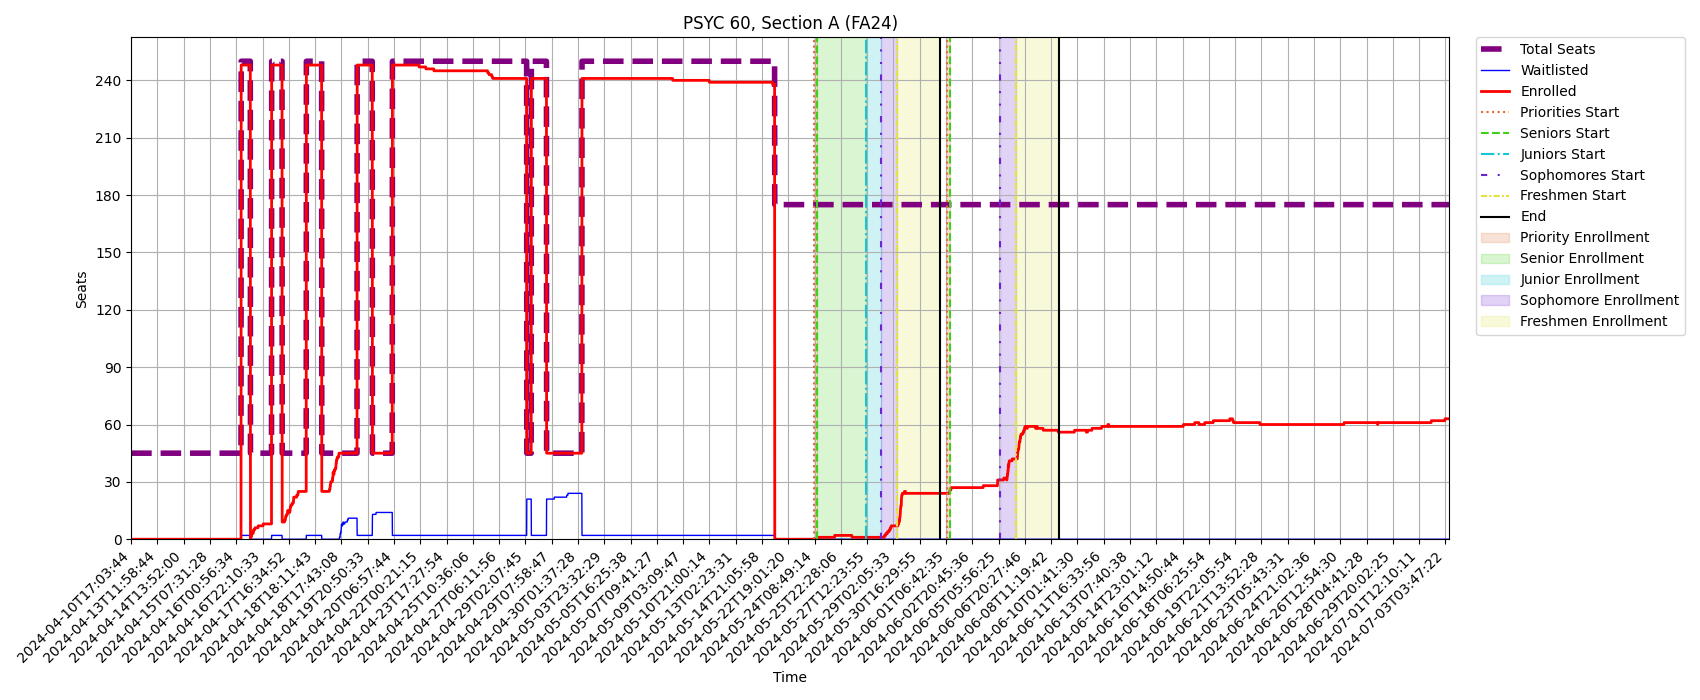 PSYC 60, Section A (FA24)
Seats
240
210
180
150
120
90
60
30
0
2024-04-10T17:03:44
2024-04-13T11:58:44
2024-04-14T13:52:00
2024-04-15T07:31:28
2024-04-16T00:56:34
2024-04-16T22:10:33
2024-04-17T16:34:52
2024-04-18T18:11:43
2024-04-18T17:43:08
2024-04-19T20:50:33
2024-04-20T06:57:44
2024-04-22T00:21:15
2024-04-23T17:27:54
2024-04-25T10:36:00
2024-04-27T06:11:56
2024-04-29T02:07:45
2024-04-29T07:58:47
2024-04-30T01:37:28
2024-05-03T23:32:29
2024-05-05T16:25:38
2024-05-07T09:41:27
2024-05-09T03:09:47
2024-05-10T21:00:14
2024-05-13T02:23:31
2024-05-14T21:05:58
2024-05-22T19:01:20
2024-05-24T08:49:14
2024-05-25T22:28:06
2024-05-27T12:23:55
2024-05-29T02:05:33
2024-05-30T16:29:55
2024-06-01T06:42:35
2024-06-02T20:45:36
2024-06-05T05:56:25
2024-06-06T20:27:46
2024-06-08T11:19:42
2024-06-10T01:41:30
2024-06-11T16:33:56
2024-06-13T07:40:38
2024-06-14T23:01:12
2024-06-16T14:50:44
2024-06-18T06:25:54
2024-06-19T22:05:54
2024-06-21T13:52:28
2024-06-23T05:43:31
2024-06-24T21:02:36
2024-06-26T12:54:30
2024-06-28T04:41:28
2024-06-29T20:02:25
2024-07-01T12:10:11
2024-07-03T03:47:22
Time
Total Seats
Waitlisted
Enrolled
Priorities Start
Seniors Start
Juniors Start
Sophomores Start
Freshmen Start
End
Priority Enrollment
Senior Enrollment
Junior Enrollment
Sophomore Enrollment
Freshmen Enrollment